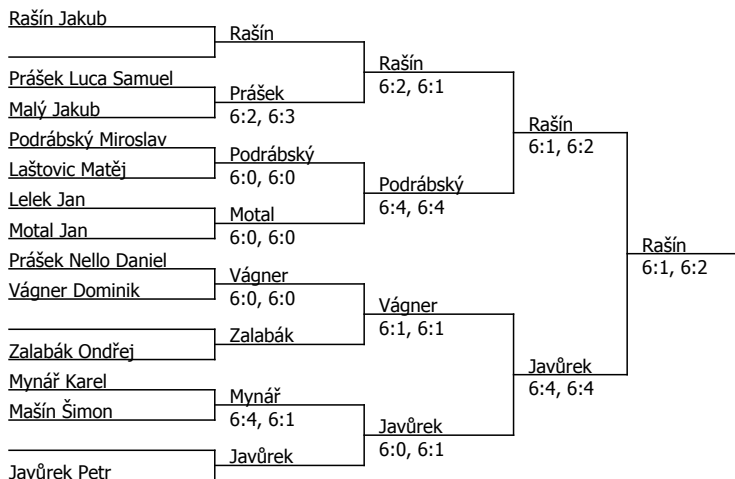 Rašín Jakub
Prášek Luca Samuel
Malý Jakub
Podrábský Miroslav
Laštovic Matěj
Lelek Jan
Motal Jan
Prášek Nello Daniel
Vágner Dominik
Zalabák Ondřej
Mynář Karel
Mašín Šimon
Javůrek Petr
Rašín
Prášek
6:2, 6:3
Podrábský
6:0, 6:0
Motal
6:0, 6:0
Vágner
6:0, 6:0
Zalabák
Mynář
6:4, 6:1
Javůrek
Rašín
6:2, 6:1
Podrábský
6:4, 6:4
Vágner
6:1, 6:1
Javůrek
6:0, 6:1
Rašín
6:1, 6:2
Javůrek
6:4, 6:4
Rašín
6:1, 6:2